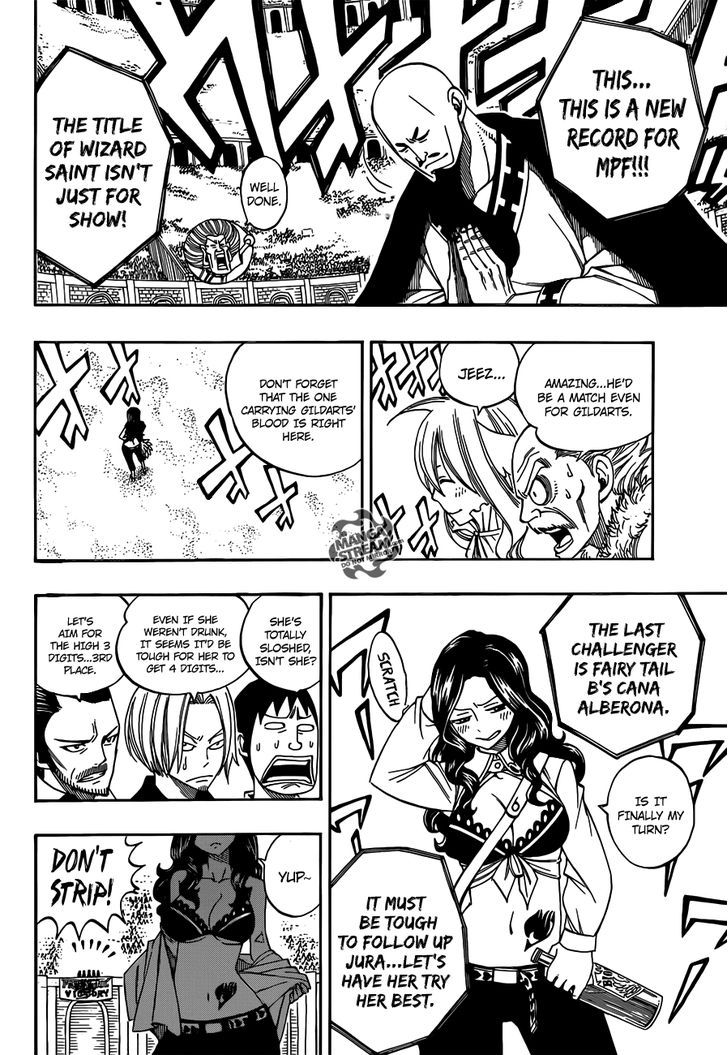 THIS...
THIS IS A NEW
RECORD FOR
MPF!!!
THE TITLE
OF WIZARD
SAINT ISN'T
JUST FOR
SHOW!
WELL
DONE.
AMAZING...HE'D
BE A MATCH EVEN
FOR GILDARTS.
JEEZ...
DON'T FORGET
THAT THE ONE
CARRYING GILDARTS'
BLOOD IS RIGHT
HERE.
MANGA
STREAM
THE LAST
CHALLENGER
IS FAIRY TAIL
B'S CANA
ALBERONA.
SCRATCH
IS IT
FINALLY MY
TURN?
IT MUST
BE TOUGH
TO FOLLOW UP
JURA...LET'S
HAVE HER TRY
HER BEST.
SHE'S
TOTALLY
SLOSHED,
ISN'T SHE?
EVEN IF SHE
WEREN'T DRUNK,
IT SEEMS IT'D BE
TOUGH FOR HER TO
GET 4 DIGITS...
LET'S
AIM FOR
THE HIGH 3
DIGITS...3RD
PLACE.
YUP~
DON'T
STRIP!
VICTORY